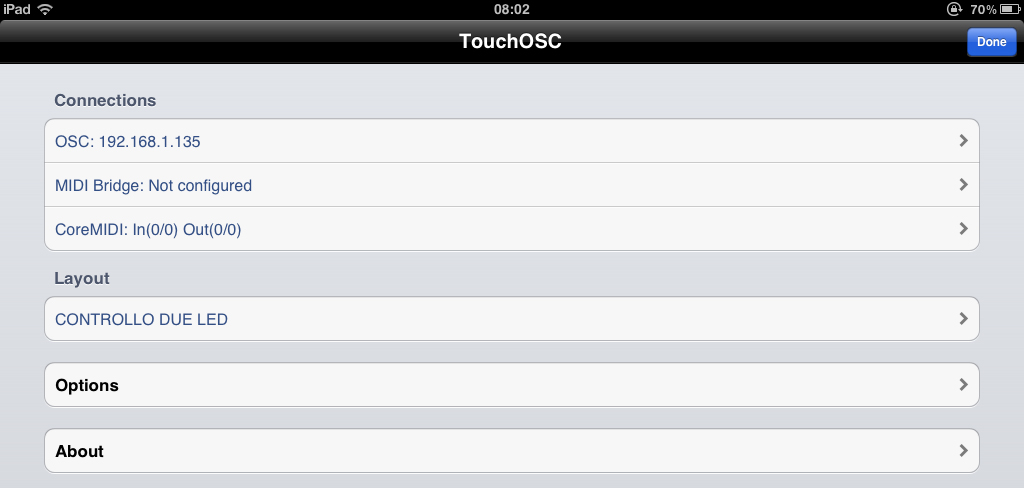 iPad 08:02 70%
TouchOSC Done
Connections
OSC: 192.168.1.135
MIDI Bridge: Not configured
CoreMIDI: In(0/0) Out(0/0)
Layout
CONTROLLO DUE LED
Options
About